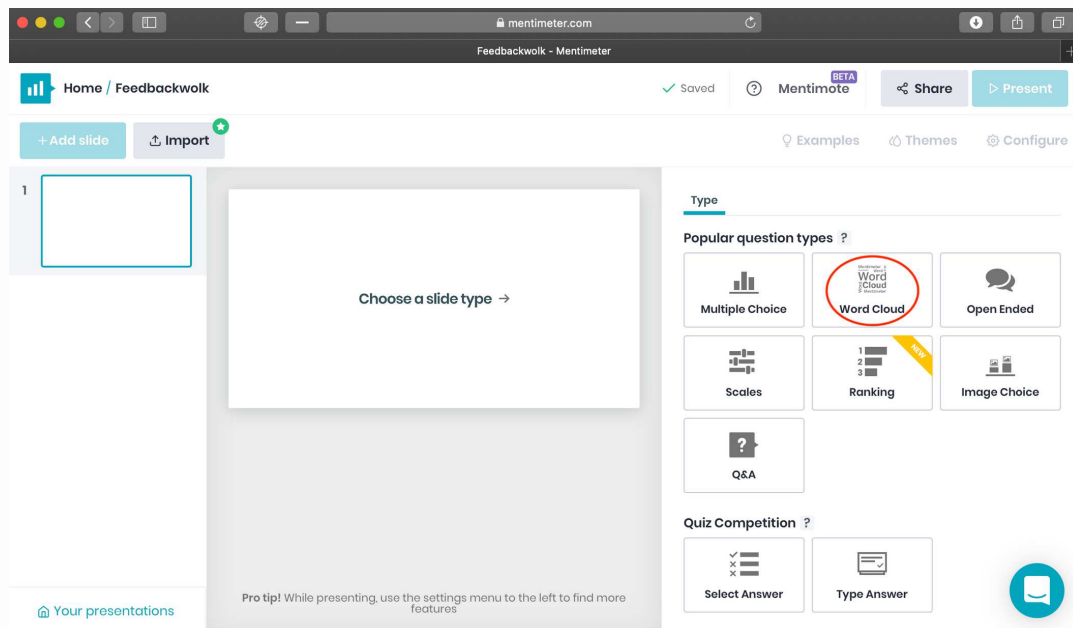 mentimeter.com
Feedbackwolk - Mentimeter
Home / Feedbackwolk
Saved
?
Mentimote
BETA
Share
Present
+ Add slide
Import
Examples
Themes
Configure
1
Choose a slide type →
Pro tip! While presenting, use the settings menu to the left to find more
features
Your presentations
Type
Popular question types ?
Multiple Choice
Word
Cloud
Word Cloud
Open Ended
Scales
1
2
3
NEW
Ranking
Image Choice
?
Q&A
Quiz Competition ?
Select Answer
Type Answer